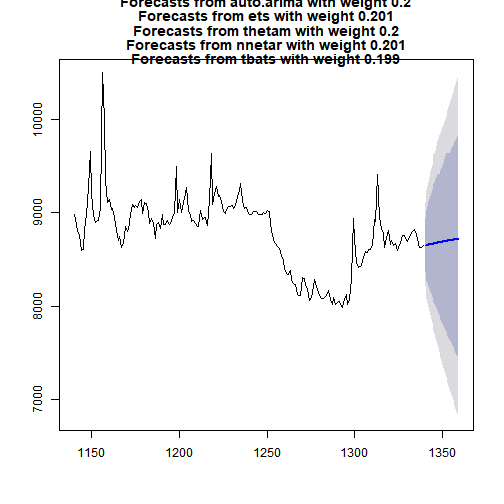 Forecasts from auto.arima with weight 0.2
Forecasts from ets with weight 0.201
Forecasts from thetam with weight 0.2
Forecasts from nnetar with weight 0.201
Forecasts from tbats with weight 0.199
10000
9000
8000
7000
1150
1200
1250
1300
1350